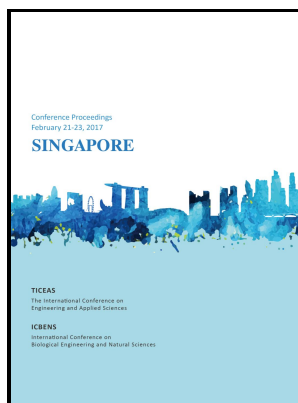 Conference Proceedings
February 21-23, 2017
SINGAPORE
TICEAS
The International Conference on
Engineering and Applied Sciences
ICBENS
International Conference on
Biological Engineering and Natural Sciences